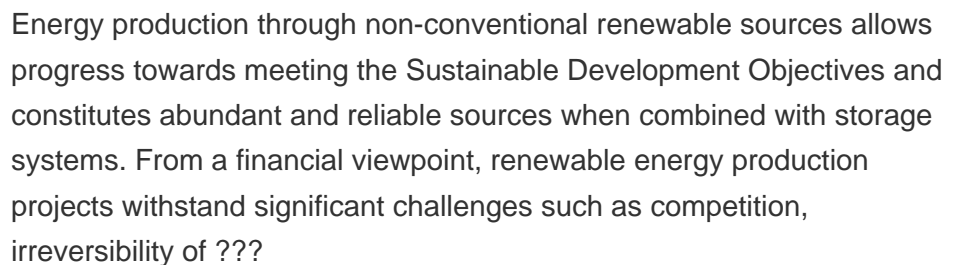 Energy production through non-conventional renewable sources allows
progress towards meeting the Sustainable Development Objectives and
constitutes abundant and reliable sources when combined with storage
systems. From a financial viewpoint, renewable energy production
projects withstand significant challenges such as competition,
irreversibility of ???